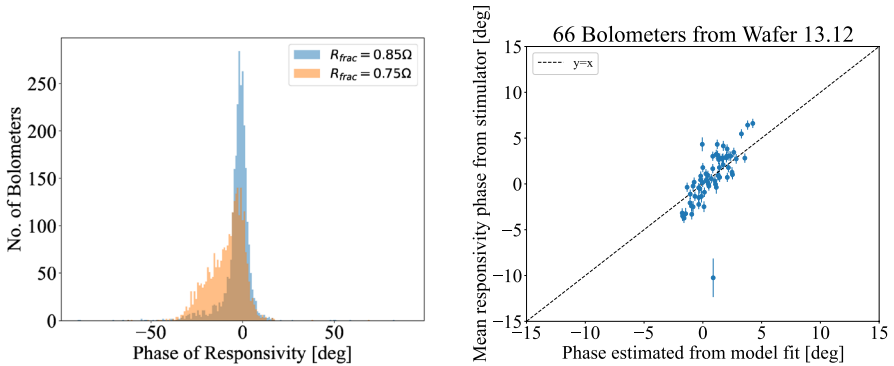 No. of Bolometers
250
200
150
100
50
0
−50
0
50
Phase of Responsivity [deg]
R_frac = 0.85Ω
R_frac = 0.75Ω
66 Bolometers from Wafer 13.12
Mean responsivity phase from stimulator [deg]
15
10
5
0
−5
−10
−15
−15
−10
−5
0
5
10
15
Phase estimated from model fit [deg]
y=x